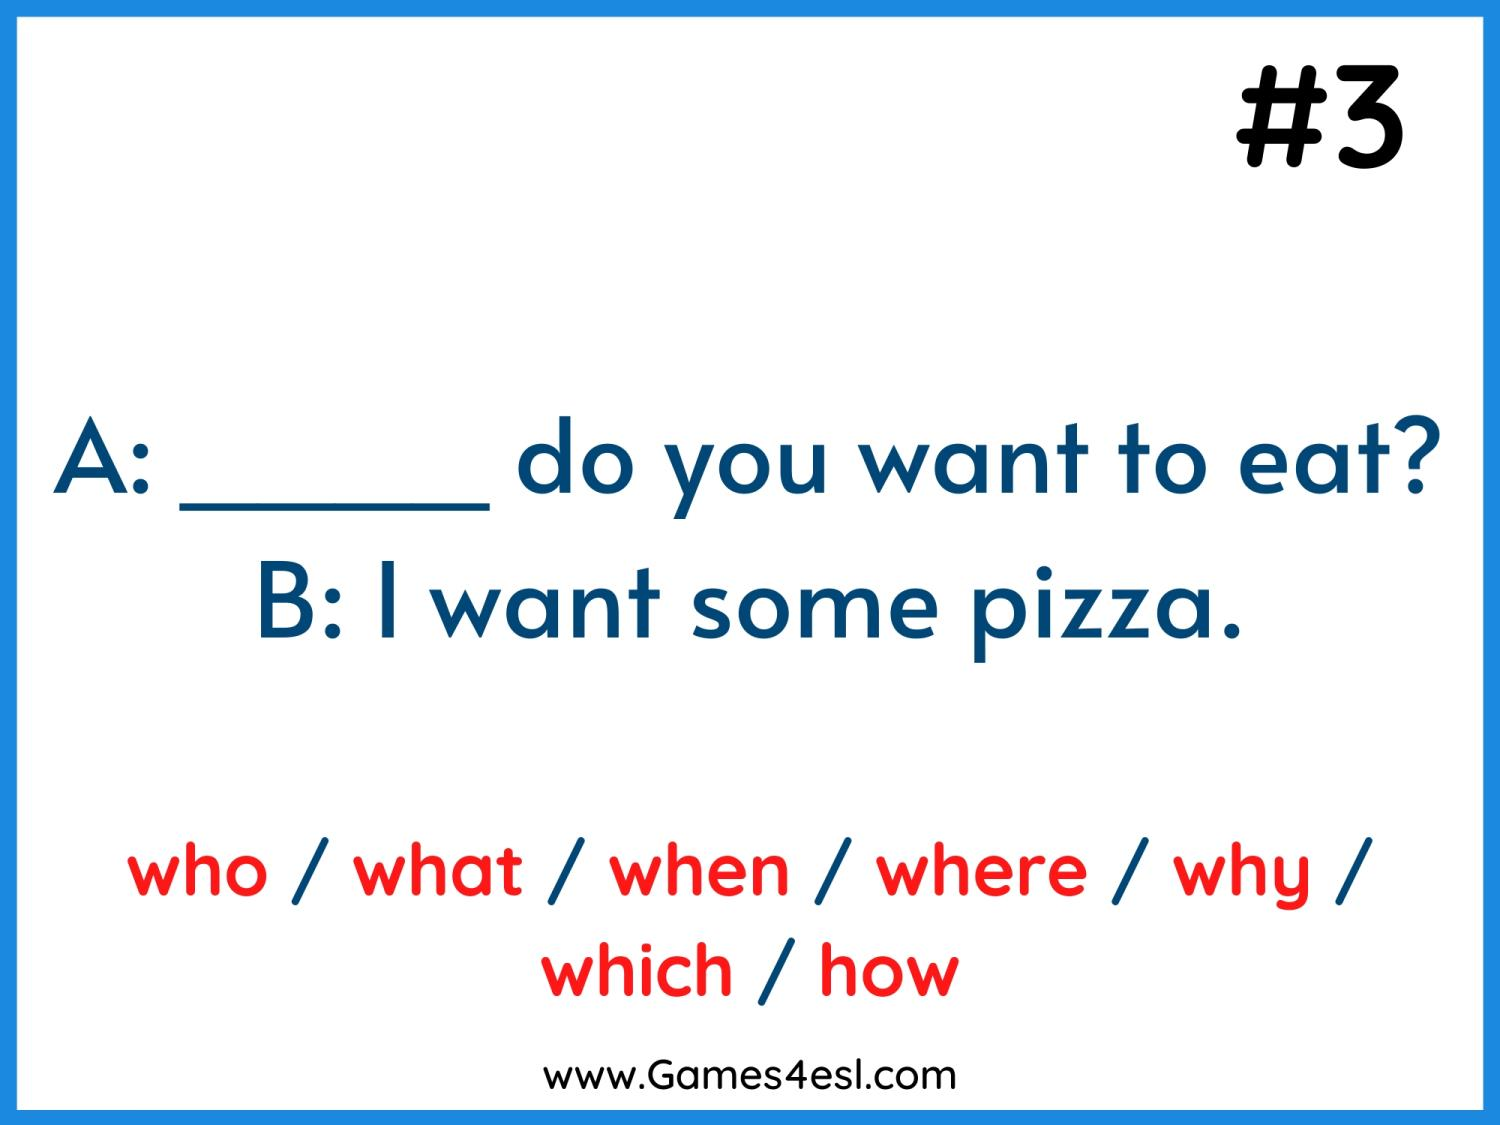 #3
A: ______ do you want to eat?
B: I want some pizza.
who / what / when / where / why /
which / how
www.Games4esl.com